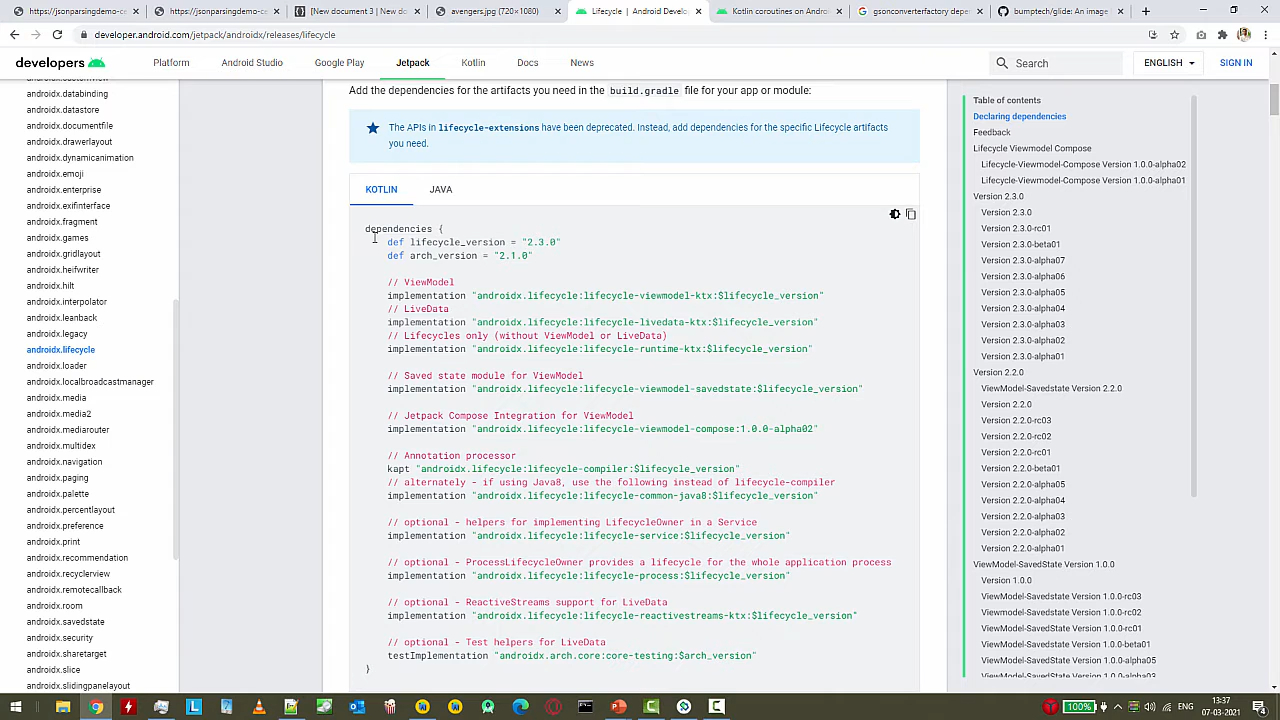 https://jsonparsingdemo-ce
https://jsonparsingdemo-ce
[New document 3 | New do
avengers.jpg (720×1080)
Lifecycle | Android Develo
Kotlin coroutines on Androi
gsonconverterfactory depe
bumptech/glide: An image
developer.android.com/jetpack/androidx/releases/lifecycle
developers
Platform
Android Studio
Google Play
Jetpack
Kotlin
Docs
News
Search
ENGLISH
SIGN IN
androidx.databinding
androidx.datastore
androidx.documentfile
androidx.drawerlayout
androidx.dynamicanimation
androidx.emoji
androidx.enterprise
androidx.exifinterface
androidx.fragment
androidx.games
androidx.gridlayout
androidx.heifwriter
androidx.hilt
androidx.interpolator
androidx.leanback
androidx.legacy
androidx.lifecycle
androidx.loader
androidx.localbroadcastmanager
androidx.media
androidx.media2
androidx.mediarouter
androidx.multidex
androidx.navigation
androidx.paging
androidx.palette
androidx.percentlayout
androidx.preference
androidx.print
androidx.recommendation
androidx.recyclerview
androidx.remotecallback
androidx.room
androidx.savedstate
androidx.security
androidx.sharetarget
androidx.slice
androidx.slidingpanelayout
Add the dependencies for the artifacts you need in the build.gradle file for your app or module:
The APIs in lifecycle-extensions have been deprecated. Instead, add dependencies for the specific Lifecycle artifacts
you need.
KOTLIN
JAVA
dependencies {
def lifecycle_version = "2.3.0"
def arch_version = "2.1.0"
// ViewModel
implementation "androidx.lifecycle:lifecycle-viewmodel-ktx:$lifecycle_version"
// LiveData
implementation "androidx.lifecycle:lifecycle-livedata-ktx:$lifecycle_version"
// Lifecycles only (without ViewModel or LiveData)
implementation "androidx.lifecycle:lifecycle-runtime-ktx:$lifecycle_version"
// Saved state module for ViewModel
implementation "androidx.lifecycle:lifecycle-viewmodel-savedstate:$lifecycle_version"
// Jetpack Compose Integration for ViewModel
implementation "androidx.lifecycle:lifecycle-viewmodel-compose:1.0.0-alpha02"
// Annotation processor
kapt "androidx.lifecycle:lifecycle-compiler:$lifecycle_version"
// alternately - if using Java8, use the following instead of lifecycle-compiler
implementation "androidx.lifecycle:lifecycle-common-java8:$lifecycle_version"
// optional - helpers for implementing LifecycleOwner in a Service
implementation "androidx.lifecycle:lifecycle-service:$lifecycle_version"
// optional - ProcessLifecycleOwner provides a lifecycle for the whole application process
implementation "androidx.lifecycle:lifecycle-process:$lifecycle_version"
// optional - ReactiveStreams support for LiveData
implementation "androidx.lifecycle:lifecycle-reactivestreams-ktx:$lifecycle_version"
// optional - Test helpers for LiveData
testImplementation "androidx.arch.core:core-testing:$arch_version"
}
Table of contents
Declaring dependencies
Feedback
Lifecycle Viewmodel Compose
Lifecycle-Viewmodel-Compose Version 1.0.0-alpha02
Lifecycle-Viewmodel-Compose Version 1.0.0-alpha01
Version 2.3.0
Version 2.3.0
Version 2.3.0-rc01
Version 2.3.0-beta01
Version 2.3.0-alpha07
Version 2.3.0-alpha06
Version 2.3.0-alpha05
Version 2.3.0-alpha04
Version 2.3.0-alpha03
Version 2.3.0-alpha02
Version 2.3.0-alpha01
Version 2.2.0
ViewModel-Savedstate Version 2.2.0
Version 2.2.0
Version 2.2.0-rc03
Version 2.2.0-rc02
Version 2.2.0-rc01
Version 2.2.0-beta01
Version 2.2.0-alpha05
Version 2.2.0-alpha04
Version 2.2.0-alpha03
Version 2.2.0-alpha02
Version 2.2.0-alpha01
ViewModel-SavedState Version 1.0.0
Version 1.0.0
ViewModel-Savedstate Version 1.0.0-rc03
Viewmodel-Savedstate Version 1.0.0-rc02
ViewModel-SavedState Version 1.0.0-rc01
ViewModel-Savedstate Version 1.0.0-beta01
ViewModel-SavedState Version 1.0.0-alpha05
ViewModel-SavedState Version 1.0.0-alpha03
100%
13:37
07-03-2021